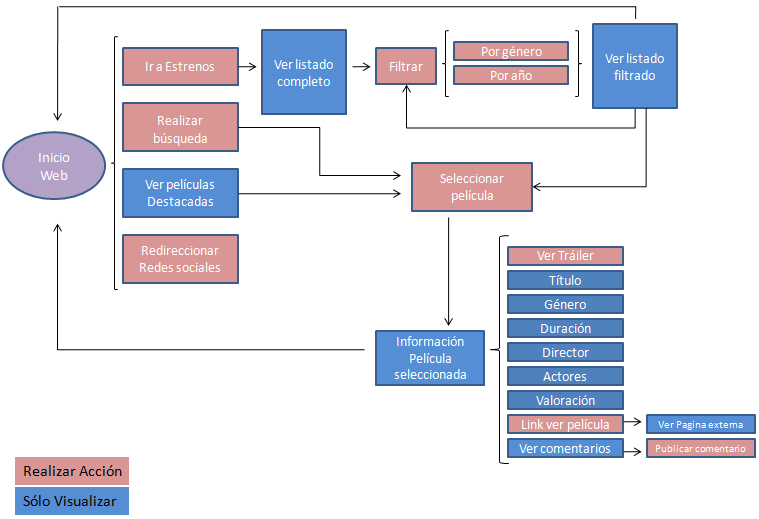 Inicio
Web
Ir a Estrenos
Realizar
búsqueda
Ver películas
Destacadas
Redireccionar
Redes sociales
Ver listado
completo
Filtrar
Por género
Por año
Ver listado
filtrado
Seleccionar
película
Información
Película
seleccionada
Ver Tráiler
Título
Género
Duración
Director
Actores
Valoración
Link ver película
Ver Pagina externa
Ver comentarios
Publicar comentario
Realizar Acción
Sólo Visualizar